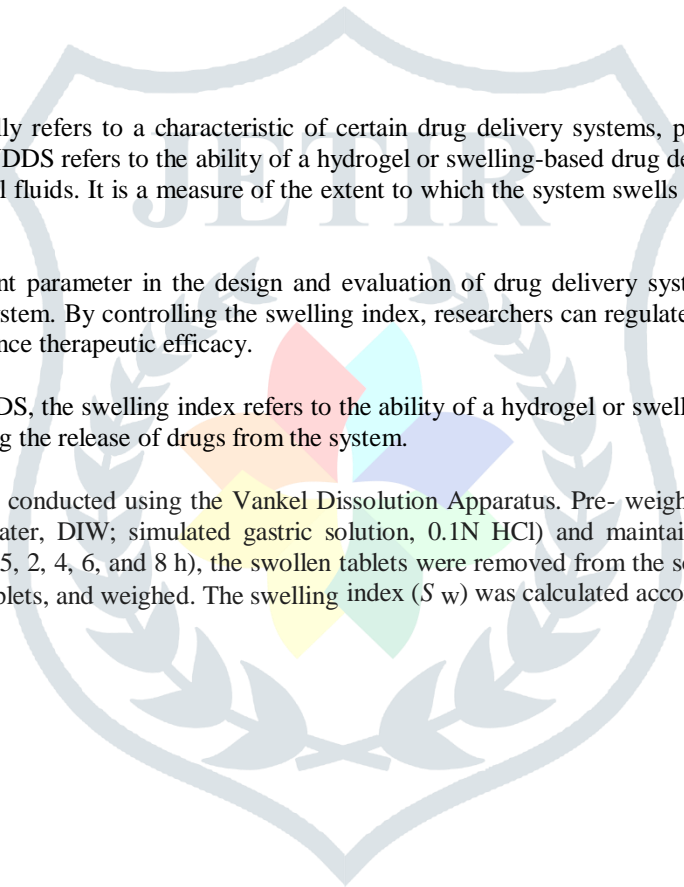 JETIR
lly refers to a characteristic of certain drug delivery systems, p
DDS refers to the ability of a hydrogel or swelling-based drug de
l fluids. It is a measure of the extent to which the system swells
nt parameter in the design and evaluation of drug delivery syst
ystem. By controlling the swelling index, researchers can regulate
nce therapeutic efficacy.
DS, the swelling index refers to the ability of a hydrogel or swell
g the release of drugs from the system.
conducted using the Vankel Dissolution Apparatus. Pre- weigh
ater, DIW; simulated gastric solution, 0.1N HCl) and maintai
5, 2, 4, 6, and 8 h), the swollen tablets were removed from the s
blets, and weighed. The swelling index (S w) was calculated acco